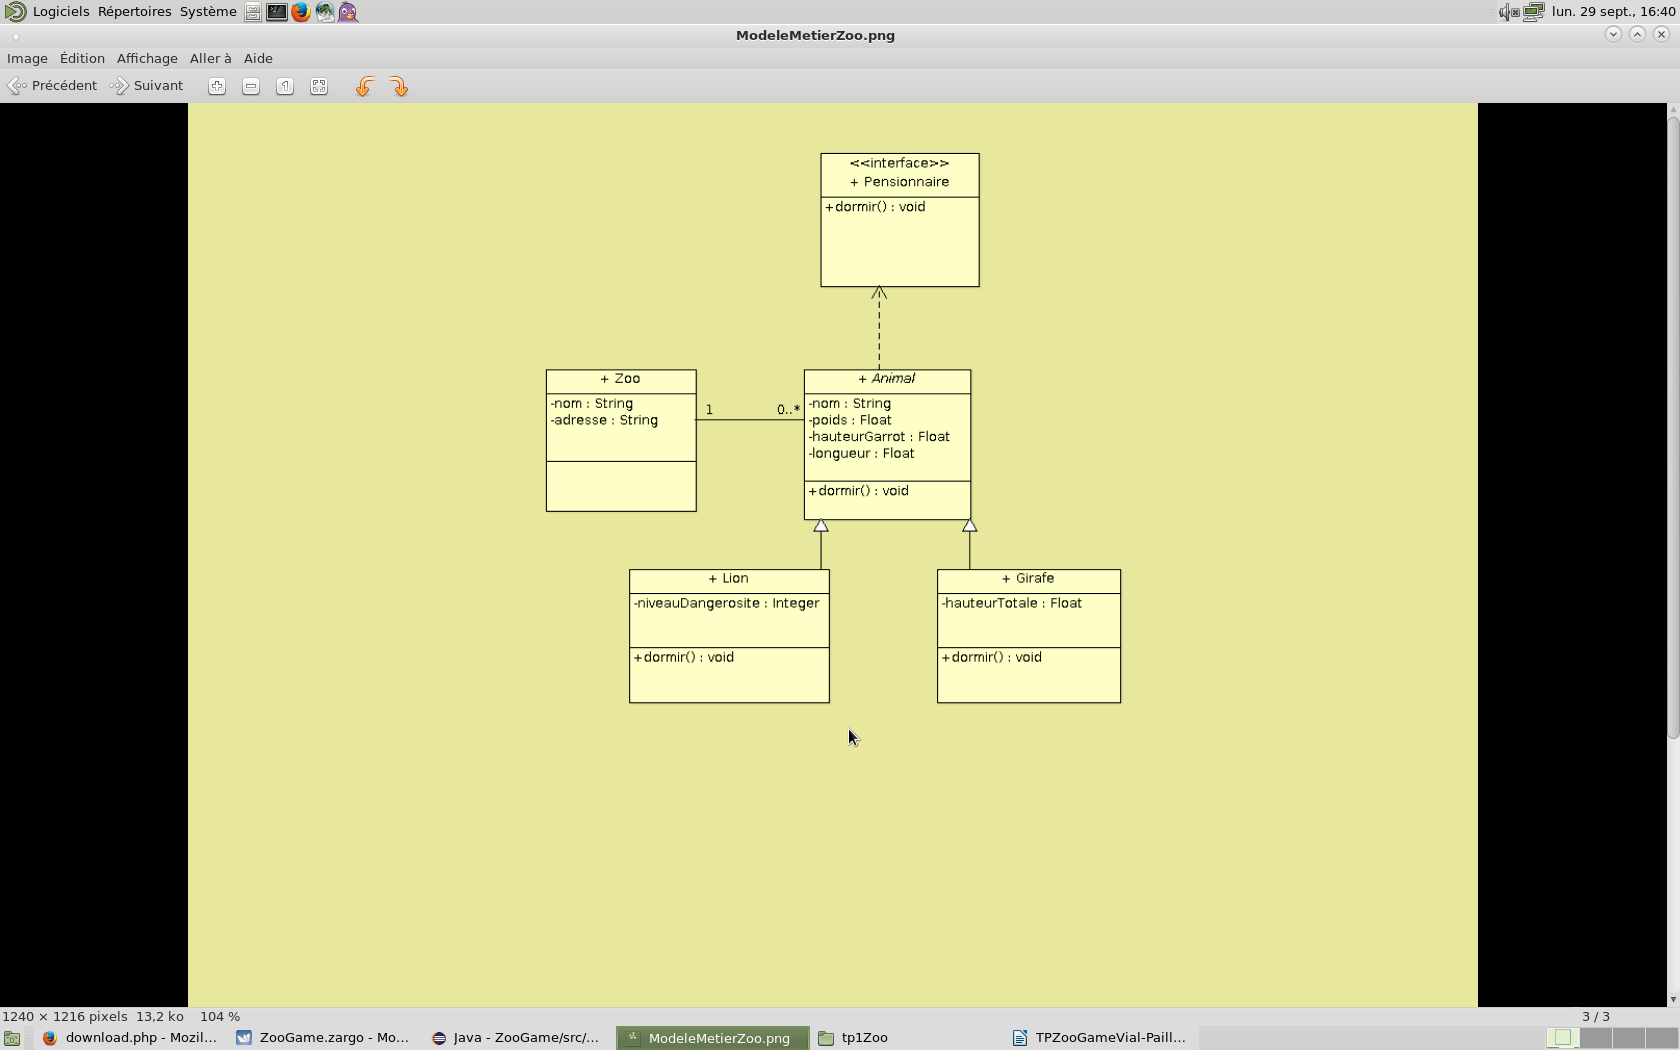 Logiciels Répertoires Système lun. 29 sept., 16:40
ModeleMetierZoo.png
Image Édition Affichage Aller à Aide
Précédent Suivant 1
<<interface>>
+ Pensionnaire
+dormir() : void
+ Zoo
-nom : String
-adresse : String
1 0..*
+ Animal
-nom : String
-poids : Float
-hauteurGarrot : Float
-longueur : Float
+dormir() : void
+ Lion
-niveauDangerosite : Integer
+dormir() : void
+ Girafe
-hauteurTotale : Float
+dormir() : void
1240 × 1216 pixels 13,2 ko 104 % 3 / 3
download.php - Mozil... ZooGame.zargo - Mo... Java - ZooGame/src/... ModeleMetierZoo.png tp1Zoo TPZooGameVial-Paill...